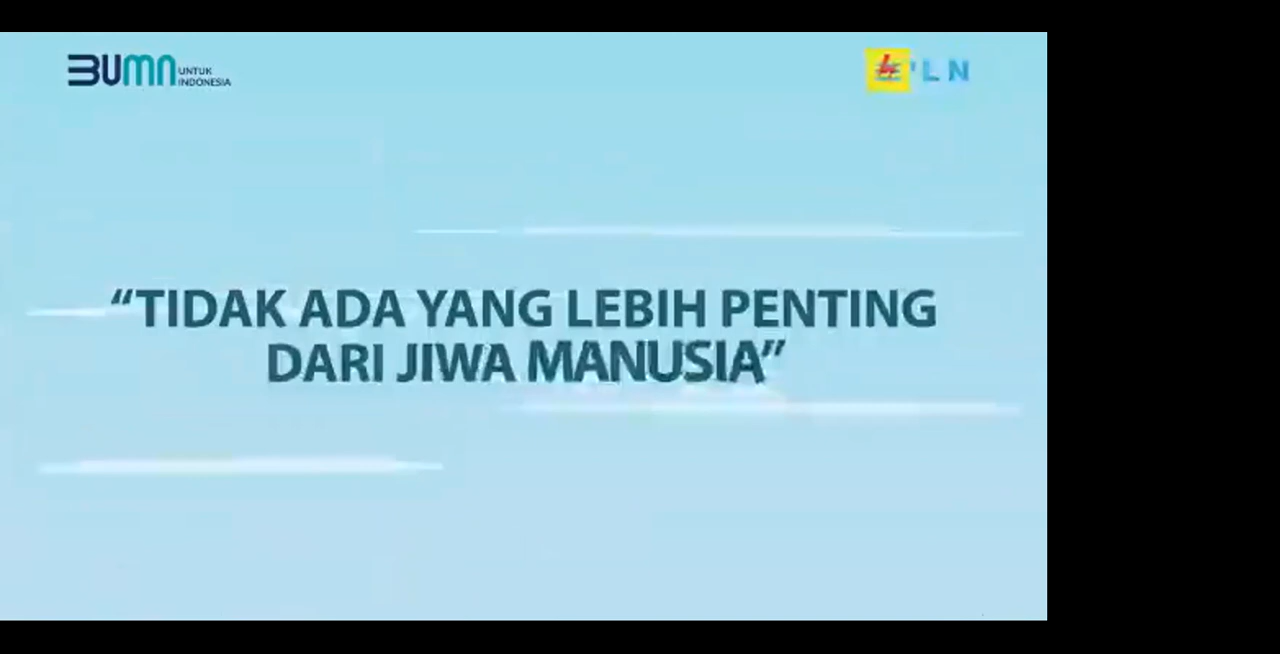 BUMN UNTUK
INDONESIA
PLN
“TIDAK ADA YANG LEBIH PENTING
DARI JIWA MANUSIA”